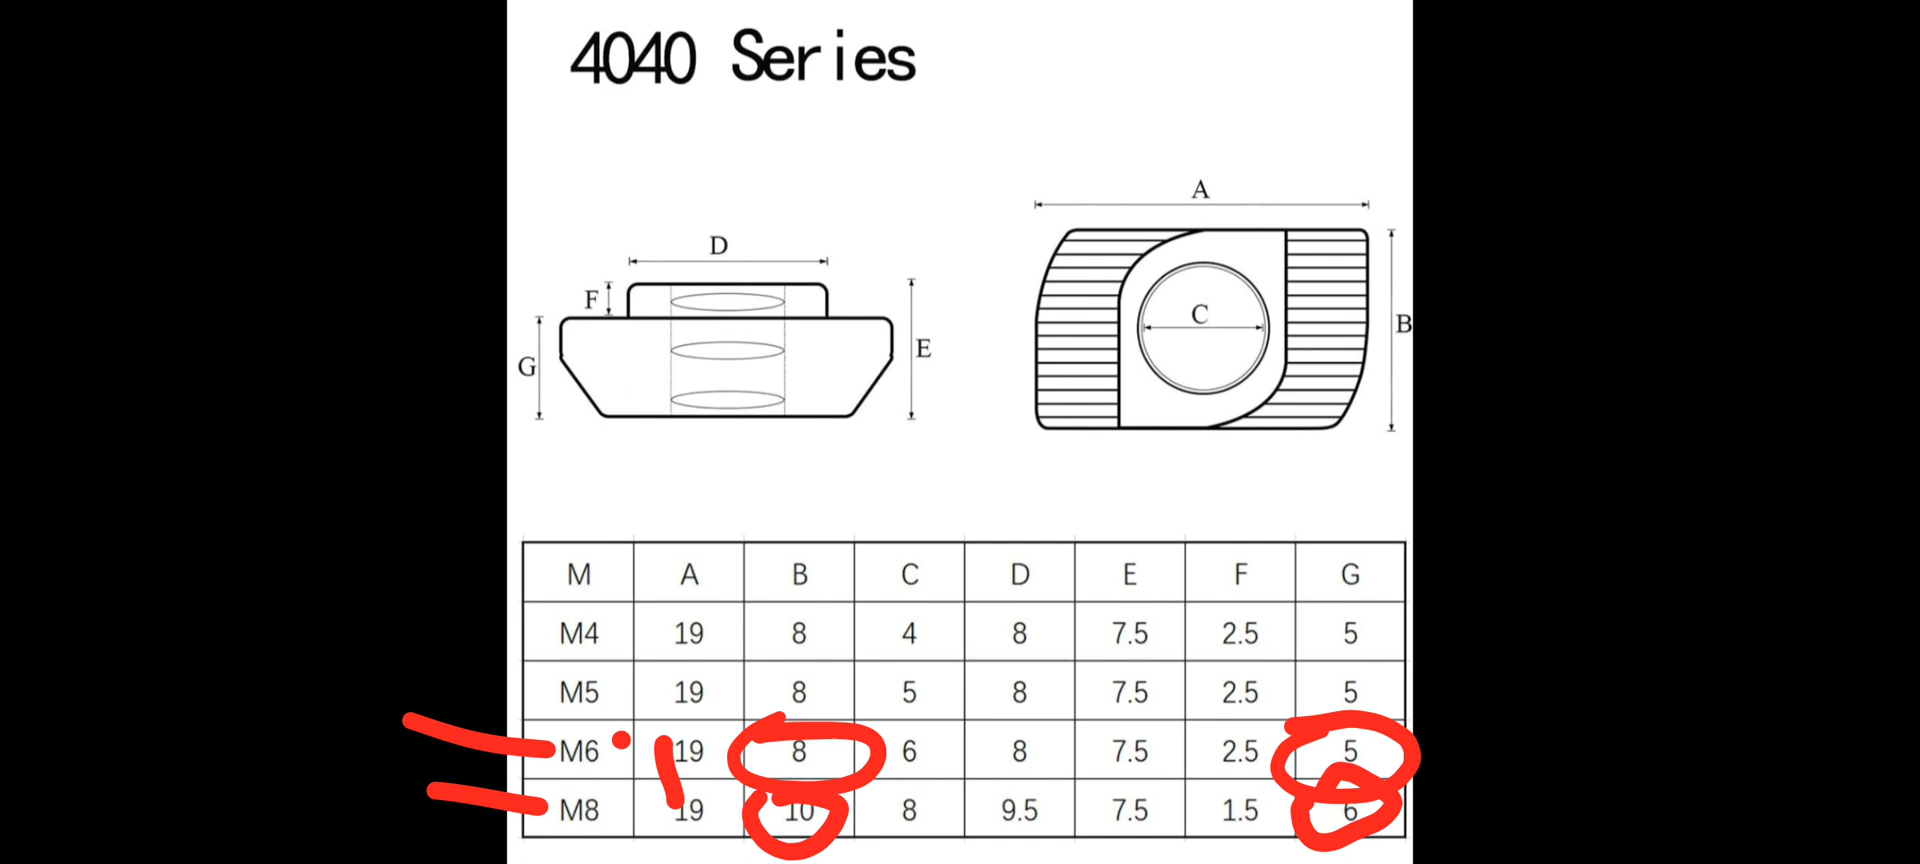 4040 Series
A
D
F
C
B
E
G
M A B C D E F G
M4 19 8 4 8 7.5 2.5 5
M5 19 8 5 8 7.5 2.5 5
M6 19 8 6 8 7.5 2.5 5
M8 19 10 8 9.5 7.5 1.5 6